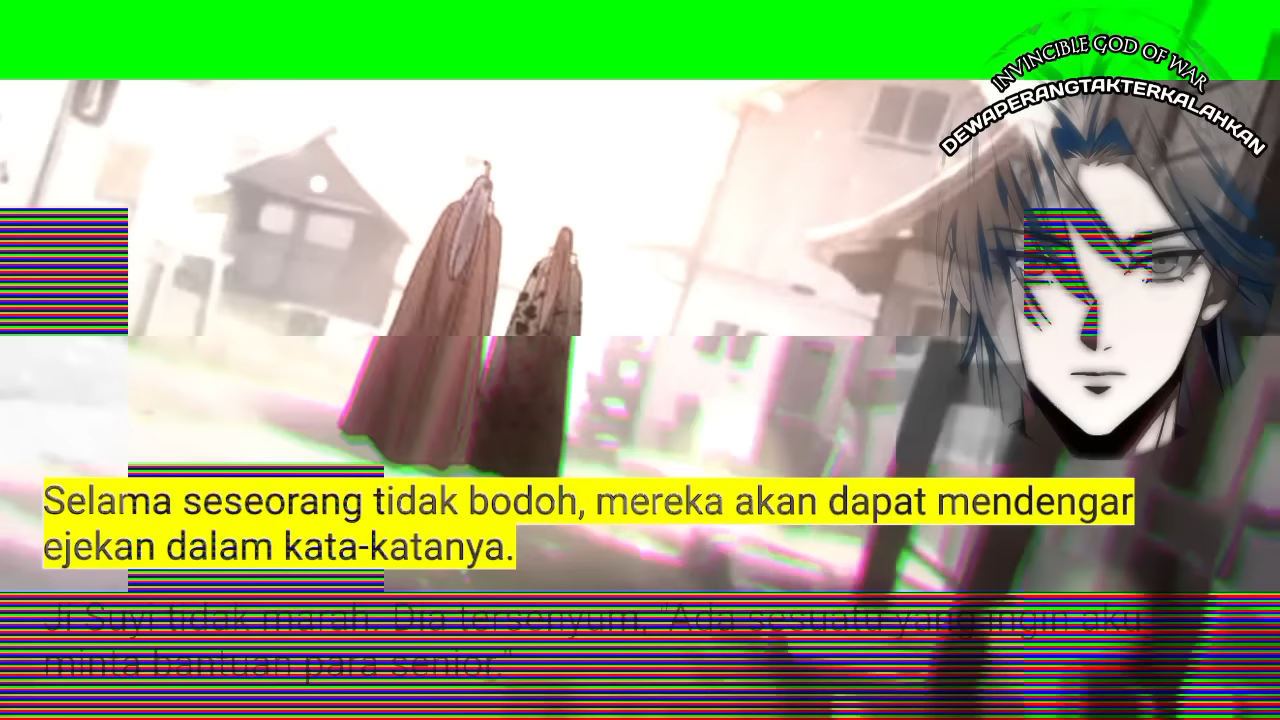 INVINCIBLE GOD OF WAR
DEWAPERANGTAKTERKALAHKAN
Selama seseorang tidak bodoh, mereka akan dapat mendengar
ejekan dalam kata-katanya.
Ji Suyi tidak marah. Dia tersenyum. "Ada sesuatu yang ingin aku
minta bantuan para senior."